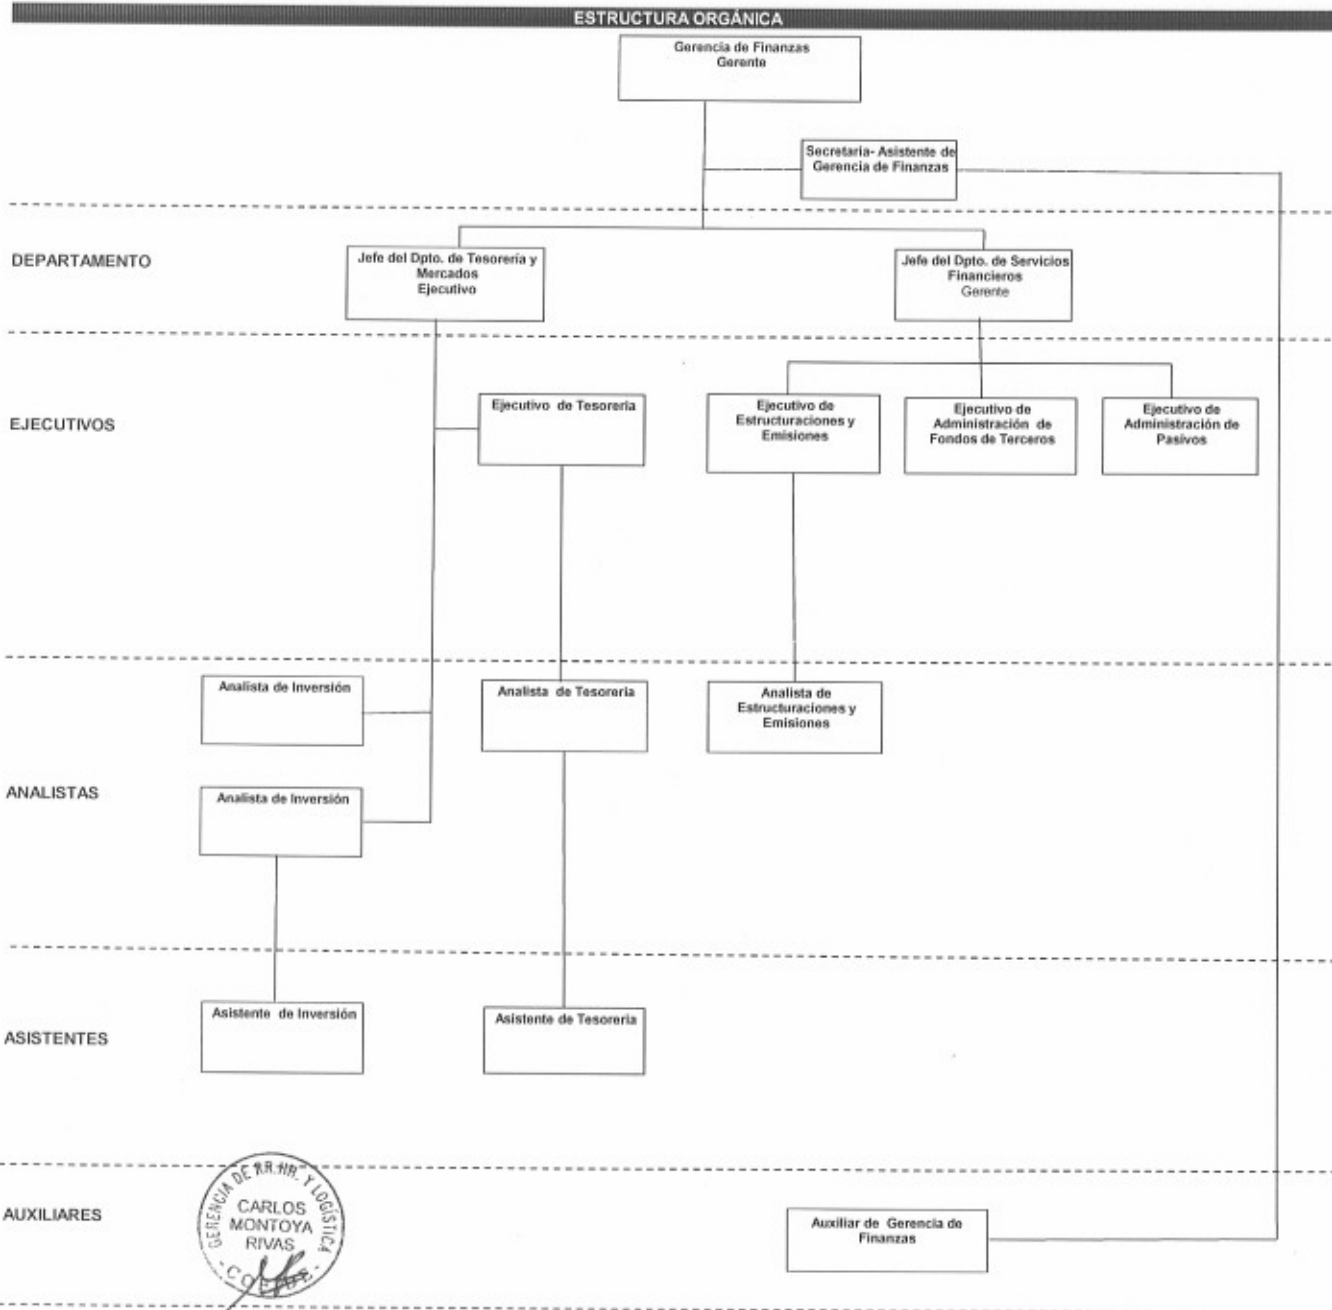 ESTRUCTURA ORGÁNICA
Gerencia de Finanzas
Gerente
Secretaria- Asistente de
Gerencia de Finanzas
DEPARTAMENTO
Jefe del Dpto. de Tesorería y
Mercados
Ejecutivo
Jefe del Dpto. de Servicios
Financieros
Gerente
EJECUTIVOS
Ejecutivo de Tesoreria
Ejecutivo de
Estructuraciones y
Emisiones
Ejecutivo de
Administración de
Fondos de Terceros
Ejecutivo de
Administración de
Pasivos
Analista de Inversión
Analista de Tesoreria
Analista de
Estructuraciones y
Emisiones
ANALISTAS
Analista de Inversión
Asistente de Inversión
Asistente de Tesoreria
ASISTENTES
AUXILIARES
GERENCIA DE RR.HH. Y LOGÍSTICA
CARLOS
MONTOYA
RIVAS
- COFIDE -
Auxiliar de Gerencia de
Finanzas